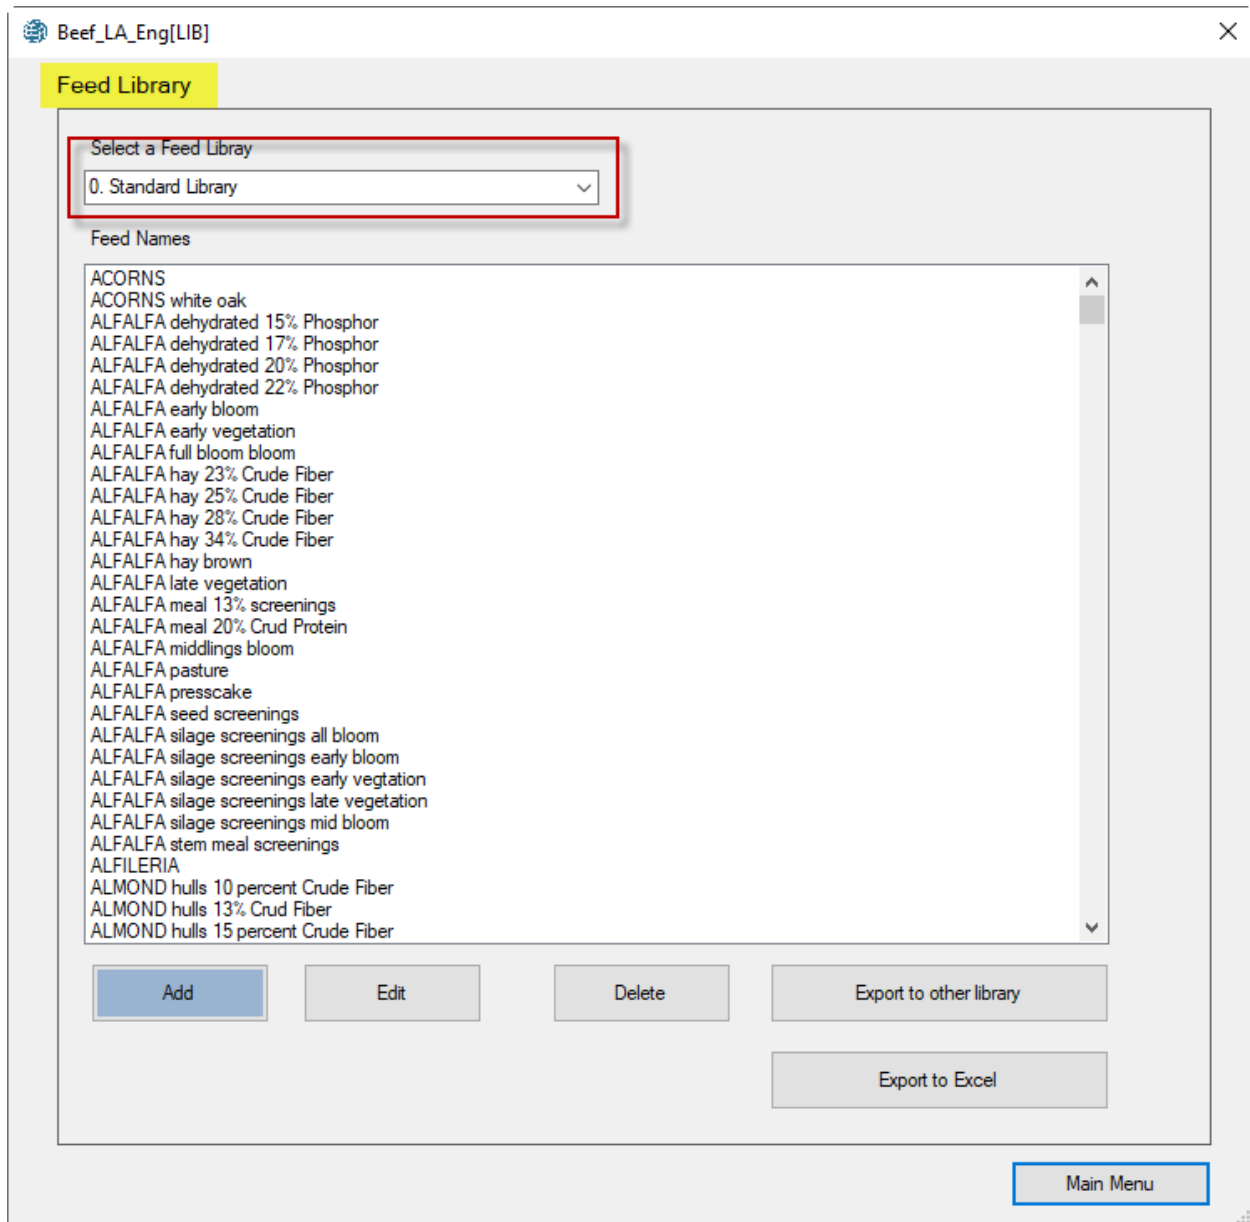 Beef_LA_Eng[LIB]
Feed Library
Select a Feed Libray
0. Standard Library
Feed Names
ACORNS
ACORNS white oak
ALFALFA dehydrated 15% Phosphor
ALFALFA dehydrated 17% Phosphor
ALFALFA dehydrated 20% Phosphor
ALFALFA dehydrated 22% Phosphor
ALFALFA early bloom
ALFALFA early vegetation
ALFALFA full bloom bloom
ALFALFA hay 23% Crude Fiber
ALFALFA hay 25% Crude Fiber
ALFALFA hay 28% Crude Fiber
ALFALFA hay 34% Crude Fiber
ALFALFA hay brown
ALFALFA late vegetation
ALFALFA meal 13% screenings
ALFALFA meal 20% Crud Protein
ALFALFA middlings bloom
ALFALFA pasture
ALFALFA presscake
ALFALFA seed screenings
ALFALFA silage screenings all bloom
ALFALFA silage screenings early bloom
ALFALFA silage screenings early vegtation
ALFALFA silage screenings late vegetation
ALFALFA silage screenings mid bloom
ALFALFA stem meal screenings
ALFILERIA
ALMOND hulls 10 percent Crude Fiber
ALMOND hulls 13% Crud Fiber
ALMOND hulls 15 percent Crude Fiber
Add Edit Delete Export to other library
Export to Excel
Main Menu